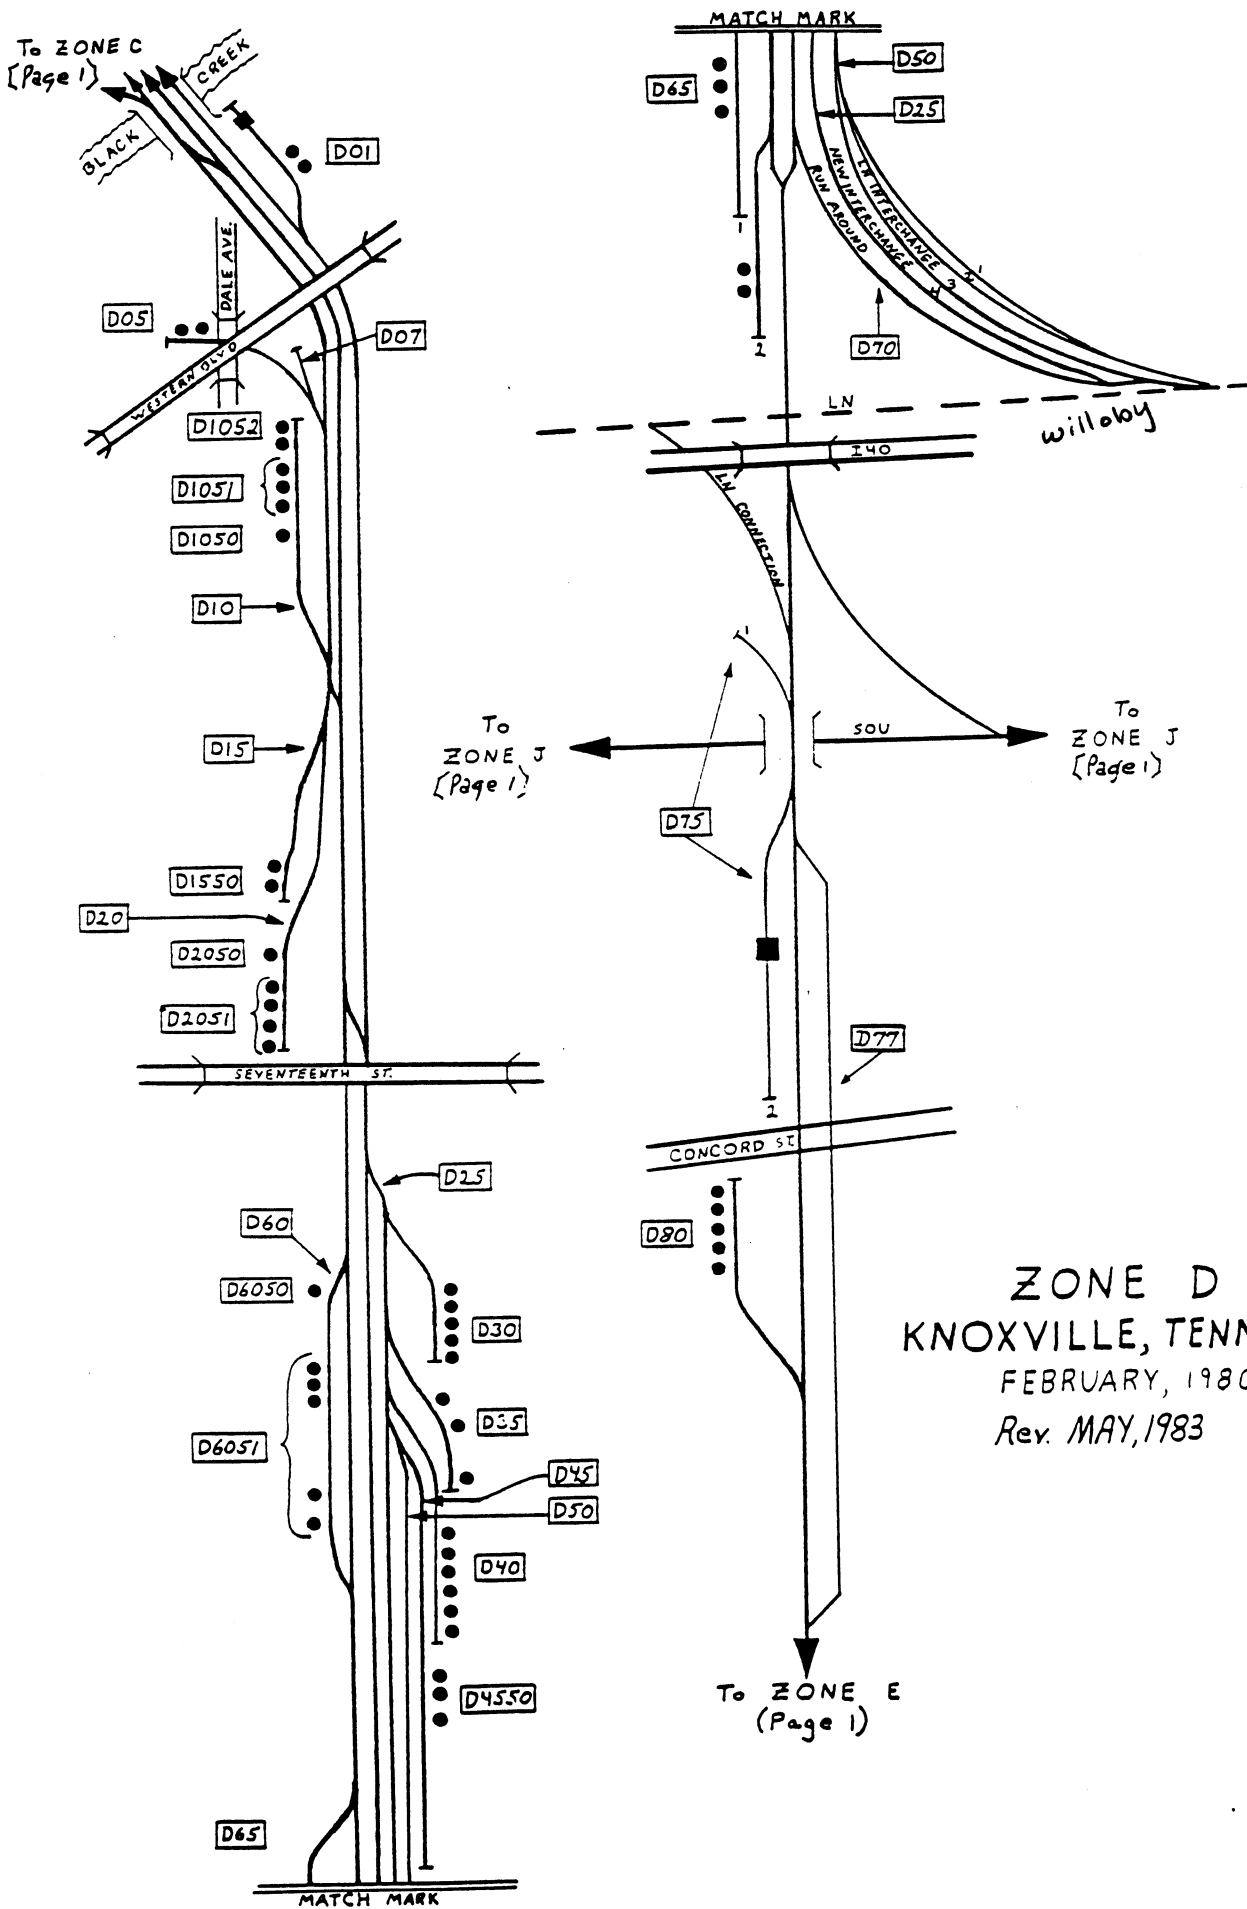 To ZONE C
[Page 1]
CREEK
BLACK
D01
DALE AVE.
D05
D07
WESTERN BLVD
D1052
D1051
D1050
D10
D15
D1550
D20
D2050
D2051
SEVENTEENTH ST.
D25
D60
D6050
D30
D35
D6051
D45
D50
D40
D4550
D65
MATCH MARK
MATCH MARK
D50
D65
D25
LN INTERCHANGE
NEW INTERCHANGE
RUN AROUND
1
2
1
2
3
4
D70
LN
willoby
I40
LN CONNECTION
1
To
ZONE J
[Page 1]
SOU
To
ZONE J
[Page 1]
D75
D77
2
CONCORD ST.
D80
ZONE D
KNOXVILLE, TENN
FEBRUARY, 1980
Rev. MAY, 1983
To ZONE E
(Page 1)